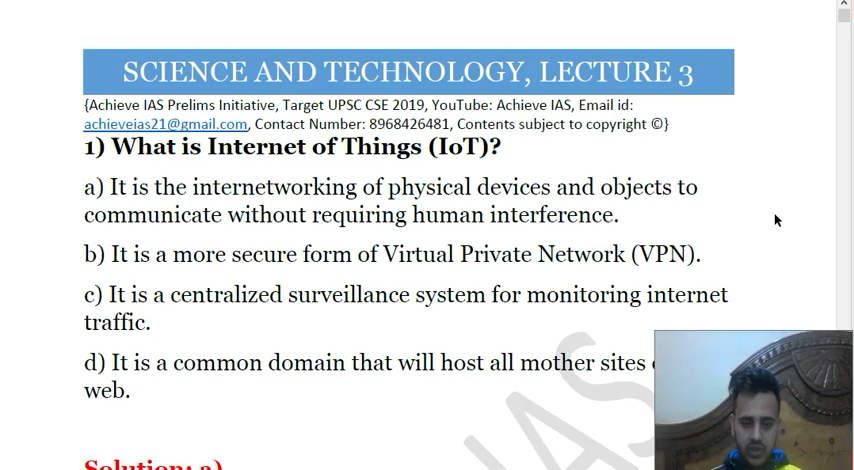 SCIENCE AND TECHNOLOGY, LECTURE 3
{Achieve IAS Prelims Initiative, Target UPSC CSE 2019, YouTube: Achieve IAS, Email id:
achieveias21@gmail.com, Contact Number: 8968426481, Contents subject to copyright ©}
1) What is Internet of Things (IoT)?
a) It is the internetworking of physical devices and objects to
communicate without requiring human interference.
b) It is a more secure form of Virtual Private Network (VPN).
c) It is a centralized surveillance system for monitoring internet
traffic.
d) It is a common domain that will host all mother sites
web.
IAS
Solution: a)